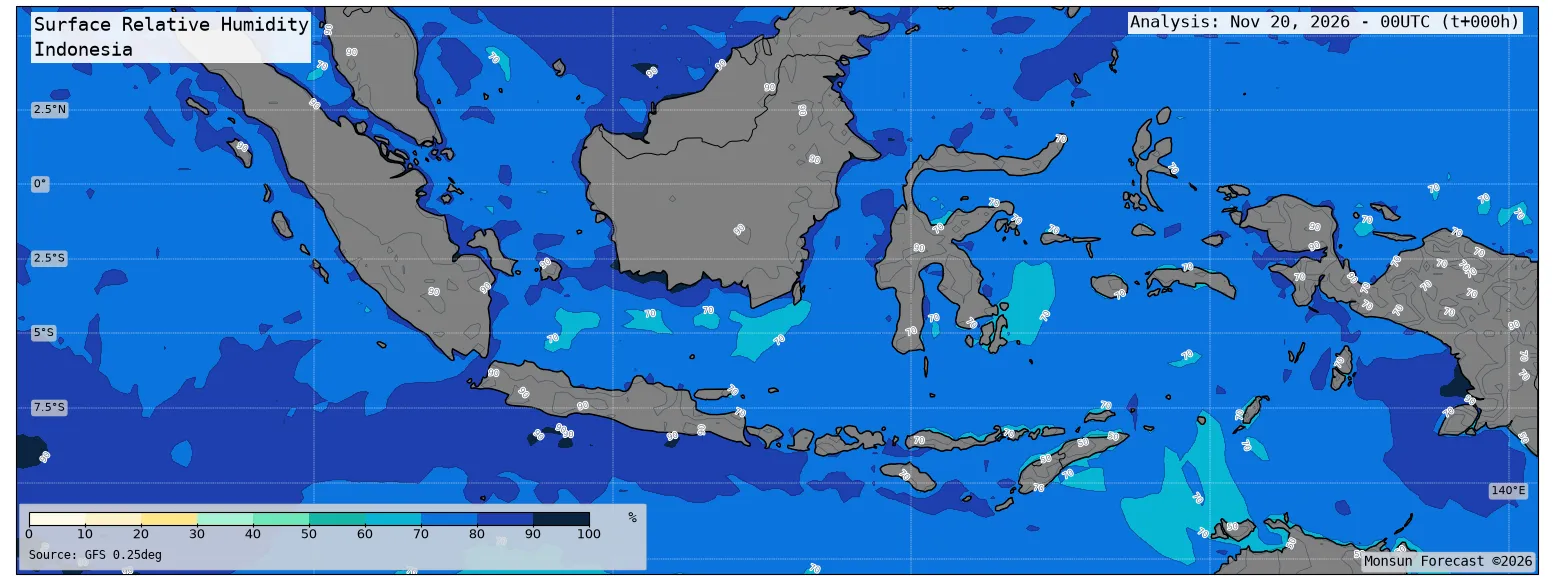 Surface Relative Humidity
Indonesia
Analysis: Nov 20, 2026 - 00UTC (t+000h)
2.5°N
0°
2.5°S
5°S
7.5°S
140°E
%
0 10 20 30 40 50 60 70 80 90 100
Source: GFS 0.25deg
Monsun Forecast ©2026